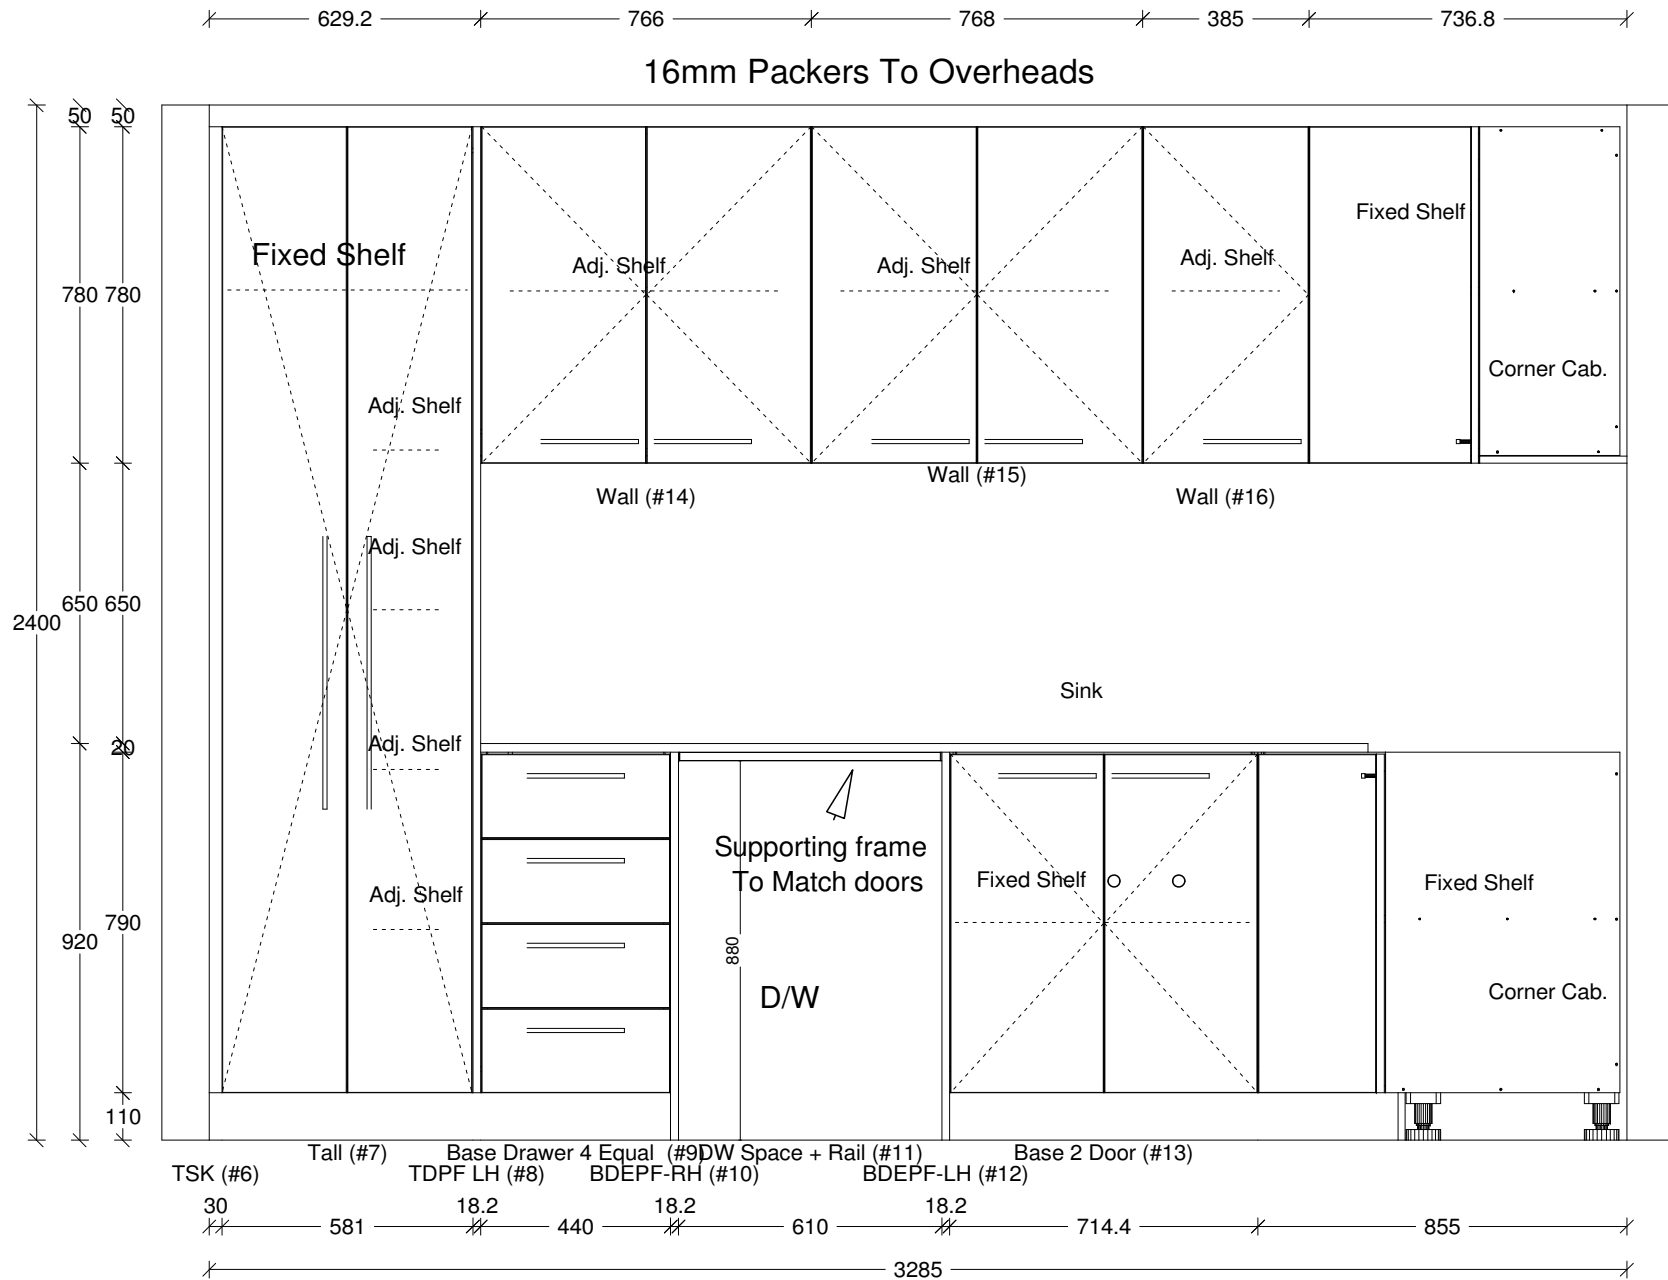 629.2 766 768 385 736.8
16mm Packers To Overheads
50 50
Fixed Shelf
Fixed Shelf
Adj. Shelf Adj. Shelf Adj. Shelf
780 780
Corner Cab.
Adj. Shelf
Wall (#15)
Wall (#14) Wall (#16)
Adj. Shelf
650 650
2400
Sink
20
Adj. Shelf
Supporting frame
To Match doors
Fixed Shelf
Fixed Shelf
Adj. Shelf
790
920
880
D/W
Corner Cab.
110
Tall (#7) Base Drawer 4 Equal (#9) DW Space + Rail (#11) Base 2 Door (#13)
TSK (#6) TDPF LH (#8) BDEPF-RH (#10) BDEPF-LH (#12)
30 18.2 18.2 18.2
581 440 610 714.4 855
3285